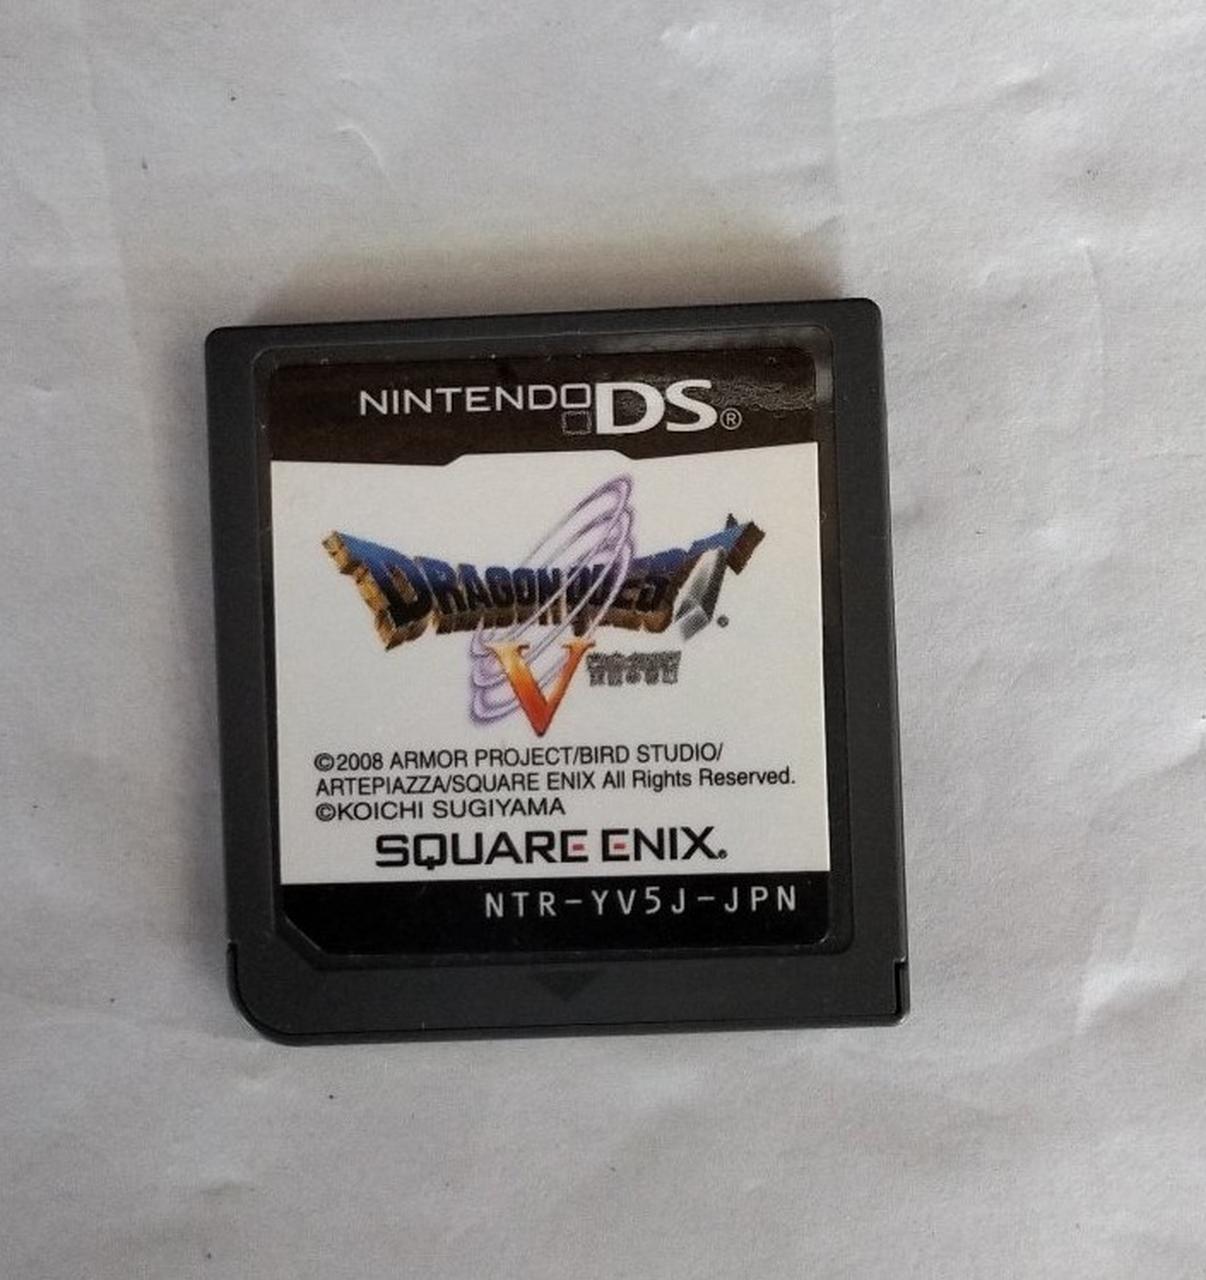 NINTENDO DS®
DRAGON QUEST
V
©2008 ARMOR PROJECT/BIRD STUDIO/
ARTEPIAZZA/SQUARE ENIX All Rights Reserved.
©KOICHI SUGIYAMA
SQUARE ENIX.
NTR-YV5J-JPN